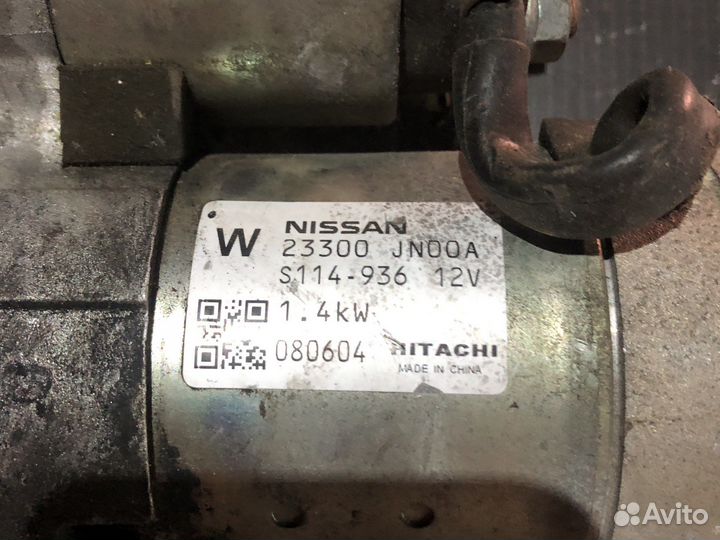 W NISSAN
23300 JN00A
S114-936 12V
1.4kW
080604 HITACHI
MADE IN CHINA
Avito